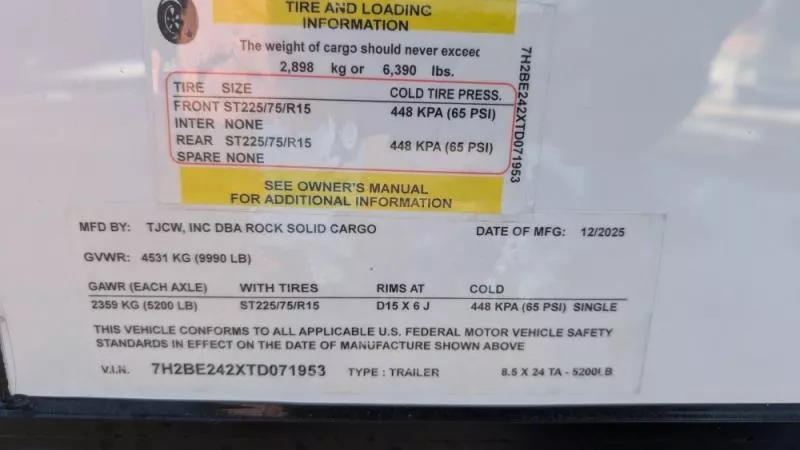 TIRE AND LOADING
INFORMATION
The weight of cargo should never exceed
2,898 kg or 6,390 lbs.
TIRE SIZE COLD TIRE PRESS.
FRONT ST225/75/R15 448 KPA (65 PSI)
INTER NONE
REAR ST225/75/R15 448 KPA (65 PSI)
SPARE NONE
7H2BE242XTD071953
SEE OWNER'S MANUAL
FOR ADDITIONAL INFORMATION
MFD BY: TJCW, INC DBA ROCK SOLID CARGO DATE OF MFG: 12/2025
GVWR: 4531 KG (9990 LB)
GAWR (EACH AXLE) WITH TIRES RIMS AT COLD
2359 KG (5200 LB) ST225/75/R15 D15 X 6 J 448 KPA (65 PSI) SINGLE
THIS VEHICLE CONFORMS TO ALL APPLICABLE U.S. FEDERAL MOTOR VEHICLE SAFETY
STANDARDS IN EFFECT ON THE DATE OF MANUFACTURE SHOWN ABOVE
V.I.N. 7H2BE242XTD071953 TYPE : TRAILER 8.5 X 24 TA - 5200LB